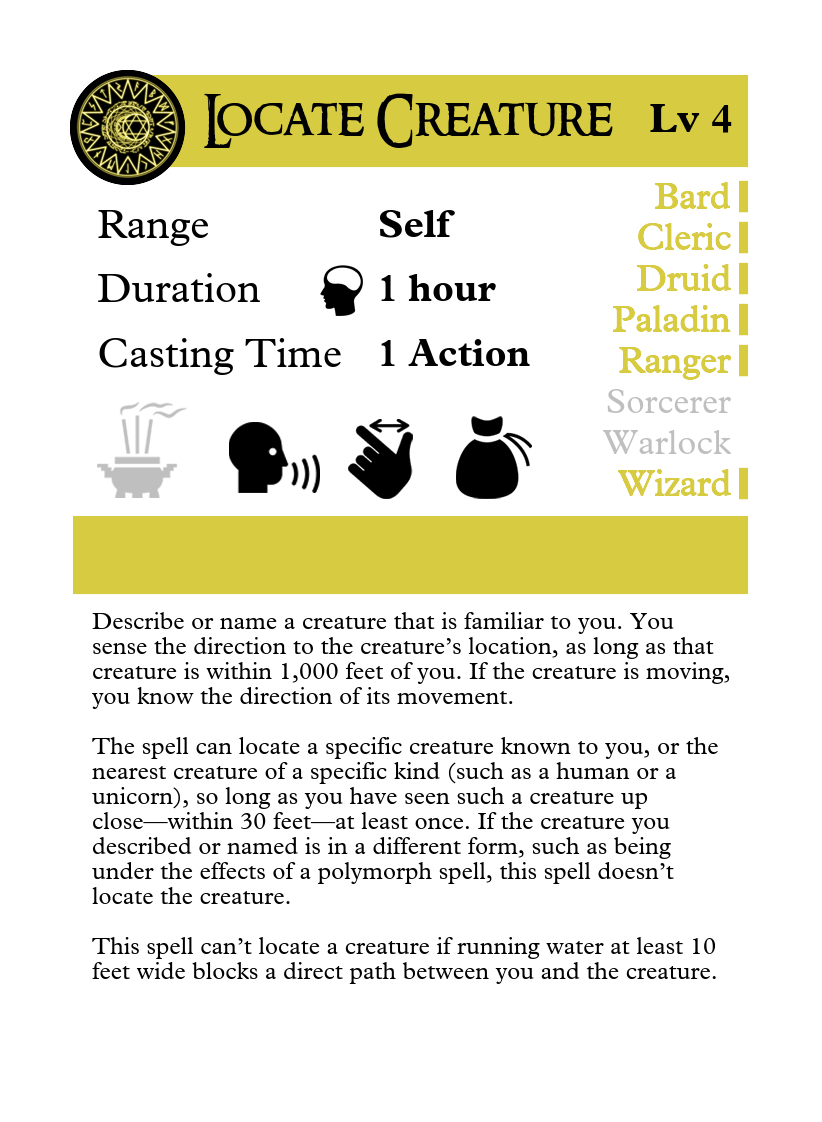 Locate Creature Lv 4
Range Self
Duration 1 hour
Casting Time 1 Action
Bard
Cleric
Druid
Paladin
Ranger
Sorcerer
Warlock
Wizard
Describe or name a creature that is familiar to you. You
sense the direction to the creature’s location, as long as that
creature is within 1,000 feet of you. If the creature is moving,
you know the direction of its movement.
The spell can locate a specific creature known to you, or the
nearest creature of a specific kind (such as a human or a
unicorn), so long as you have seen such a creature up
close—within 30 feet—at least once. If the creature you
described or named is in a different form, such as being
under the effects of a polymorph spell, this spell doesn’t
locate the creature.
This spell can’t locate a creature if running water at least 10
feet wide blocks a direct path between you and the creature.